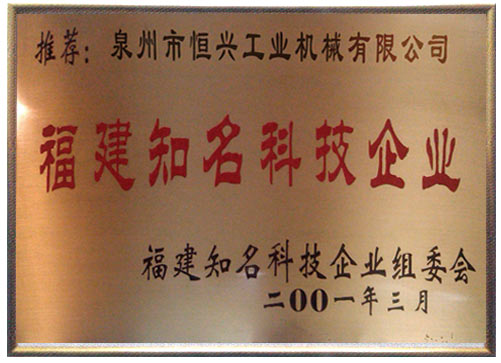 推荐：泉州市恒兴工业机械有限公司
福建知名科技企业
福建知名科技企业组委会
二00一年三月